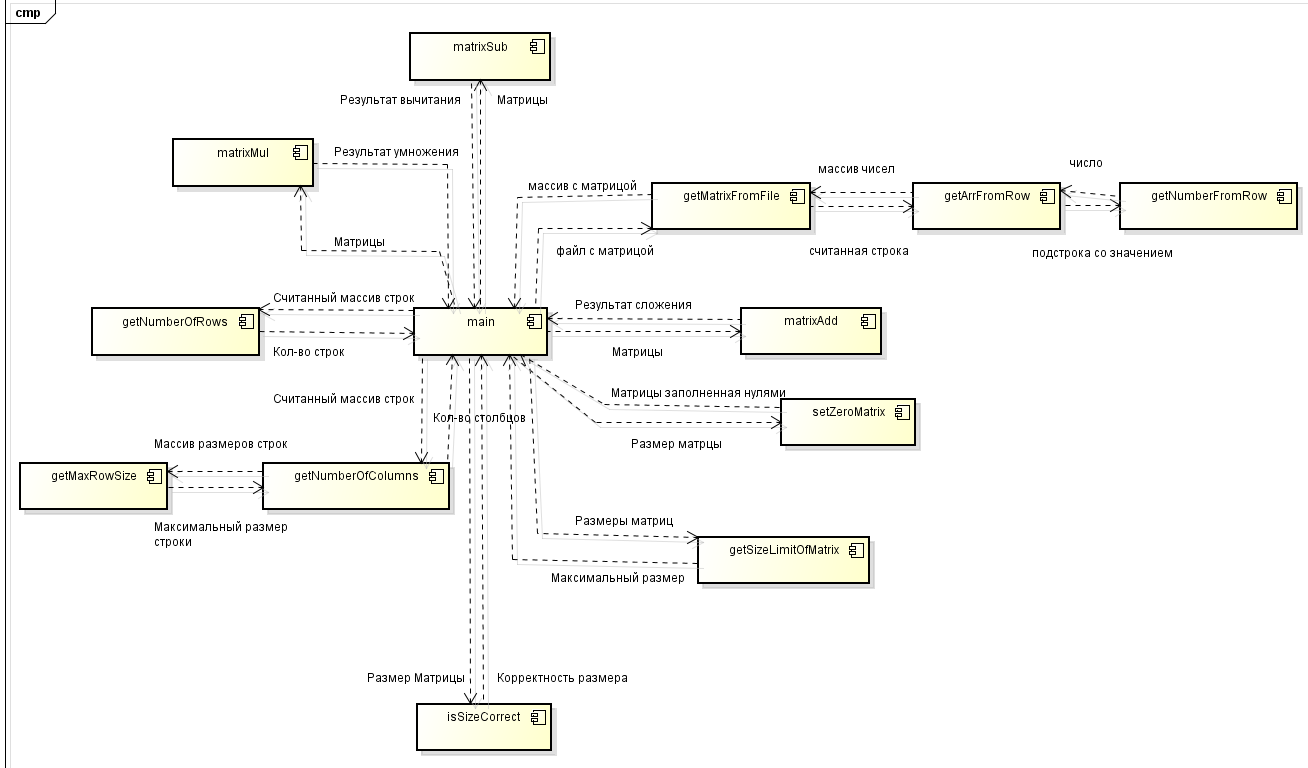 cmp
matrixSub
Результат вычитания
Матрицы
matrixMul
Результат умножения
Матрицы
массив с матрицой
getMatrixFromFile
файл с матрицой
массив чисел
считанная строка
getArrFromRow
число
подстрока со значением
getNumberFromRow
Считанный массив строк
getNumberOfRows
Кол-во строк
main
Результат сложения
Матрицы
matrixAdd
Считанный массив строк
Кол-во столбцов
Матрицы заполненная нулями
Размер матрцы
setZeroMatrix
Массив размеров строк
getMaxRowSize
getNumberOfColumns
Максимальный размер
строки
Размеры матриц
getSizeLimitOfMatrix
Максимальный размер
Размер Матрицы
Корректность размера
isSizeCorrect